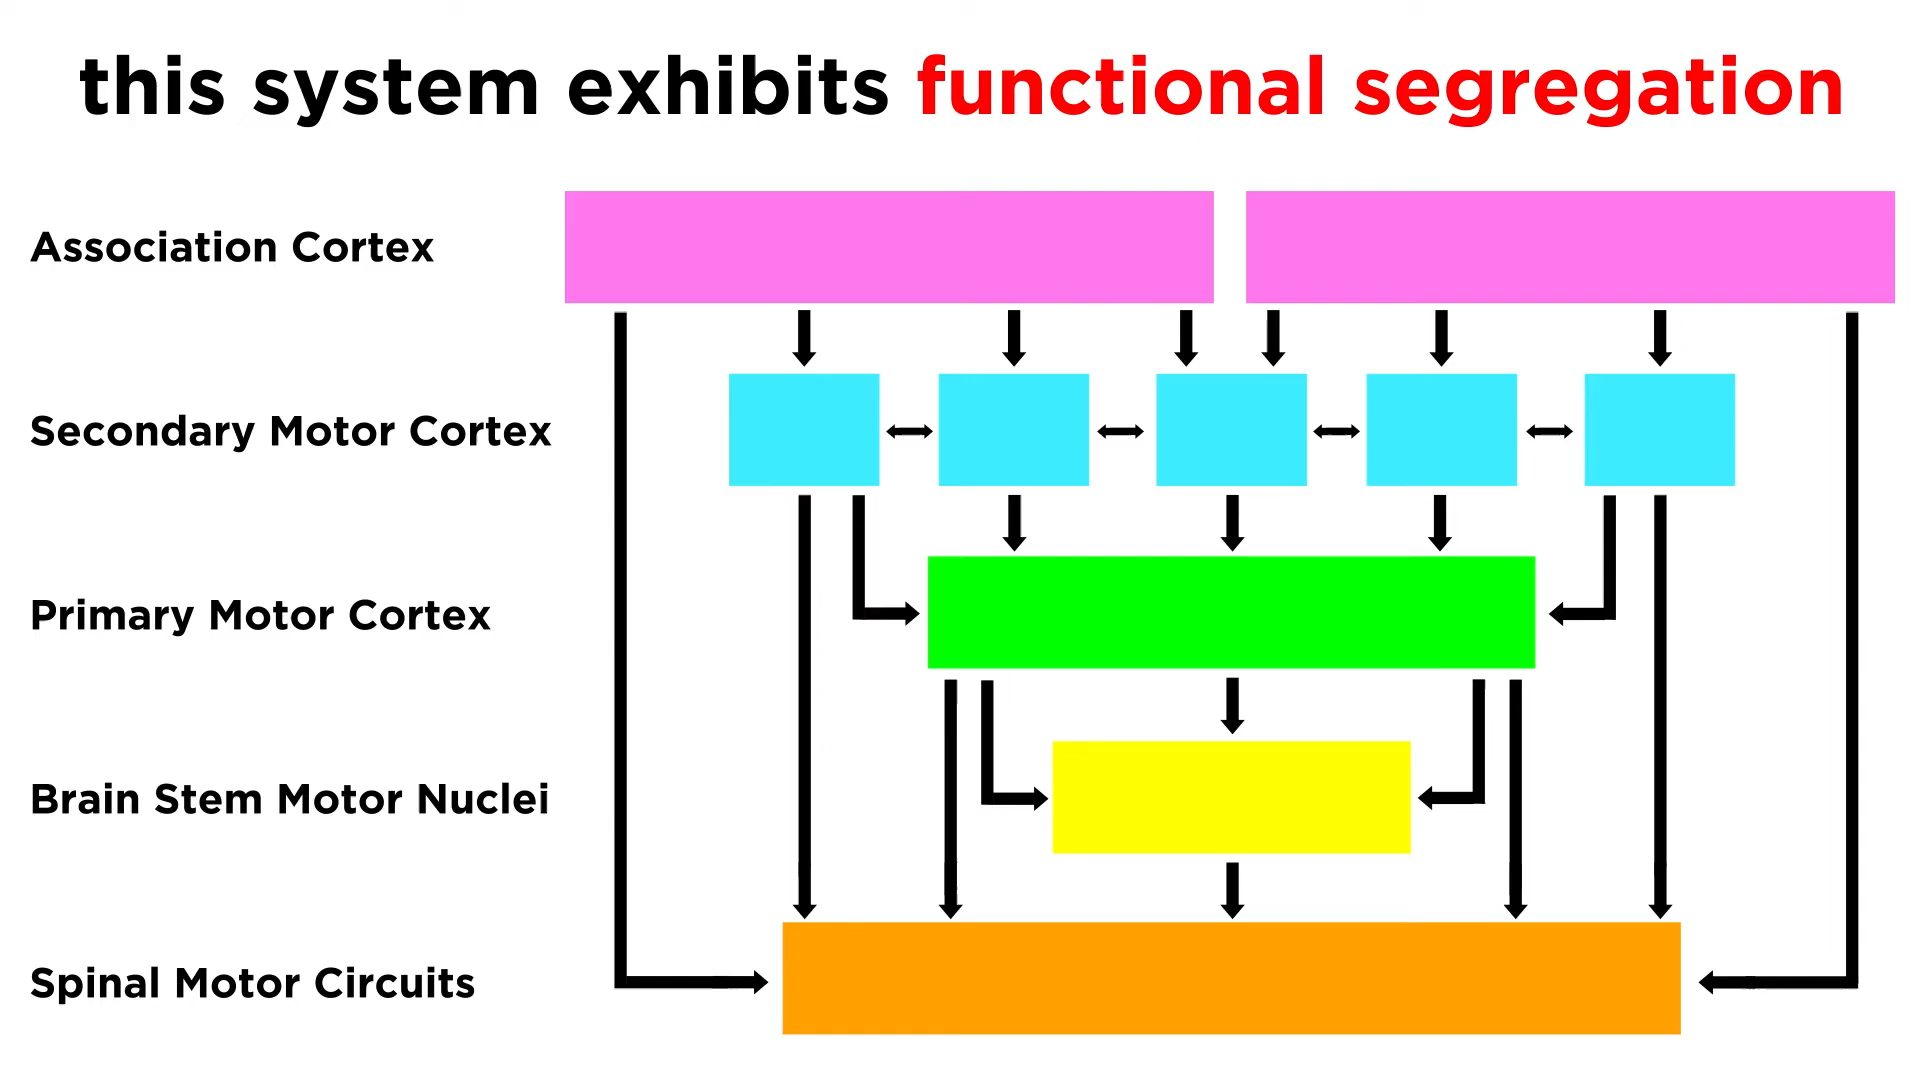 this system exhibits functional segregation
Association Cortex
Secondary Motor Cortex
Primary Motor Cortex
Brain Stem Motor Nuclei
Spinal Motor Circuits